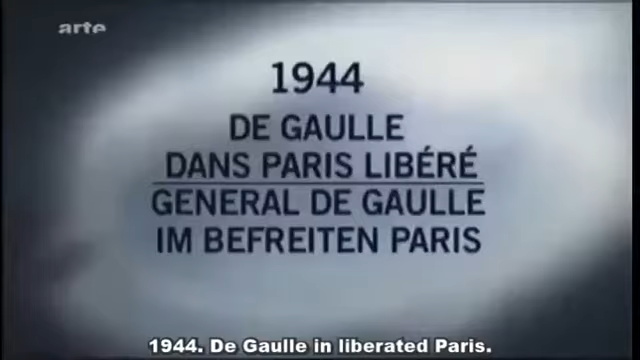 arte
1944
DE GAULLE
DANS PARIS LIBÉRÉ
GENERAL DE GAULLE
IM BEFREITEN PARIS
1944. De Gaulle in liberated Paris.